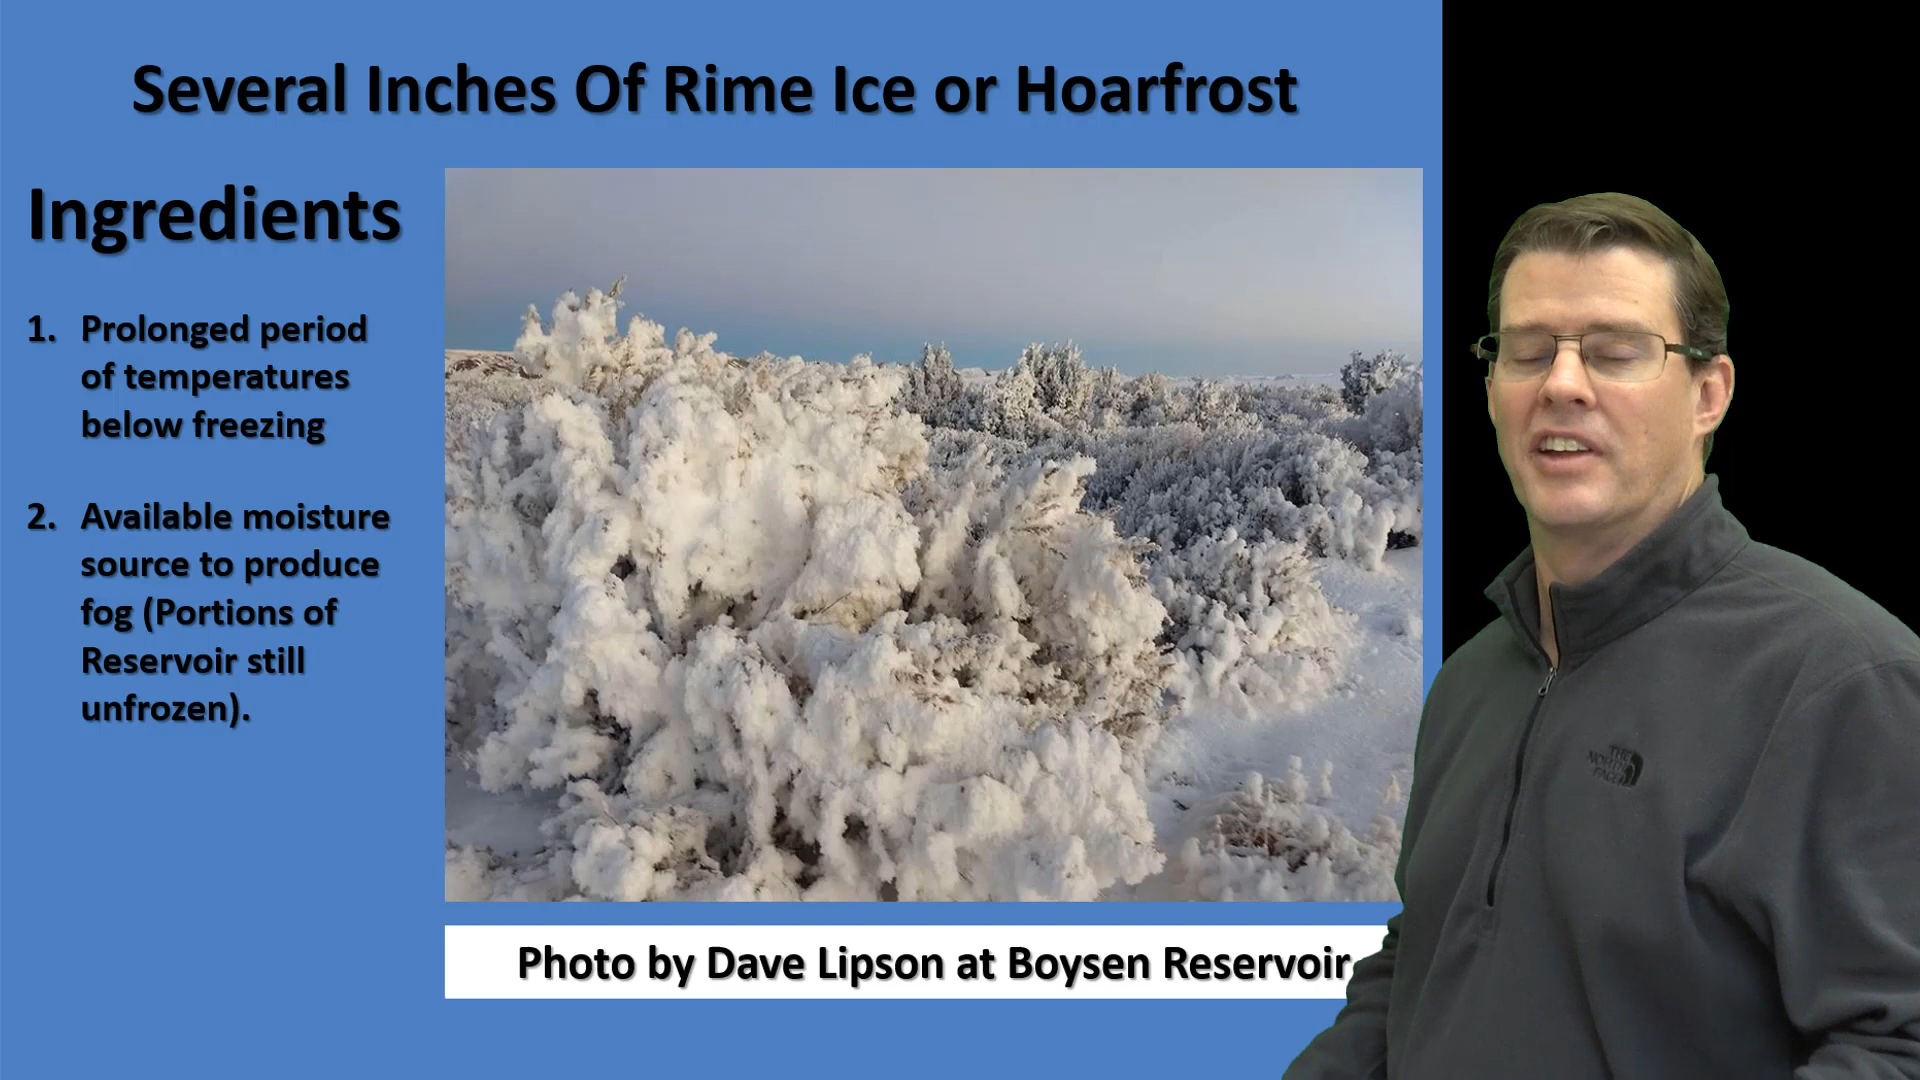 Several Inches Of Rime Ice or Hoarfrost
Ingredients
1. Prolonged period
of temperatures
below freezing
2. Available moisture
source to produce
fog (Portions of
Reservoir still
unfrozen).
Photo by Dave Lipson at Boysen Reservoir
THE
NORTH
FACE